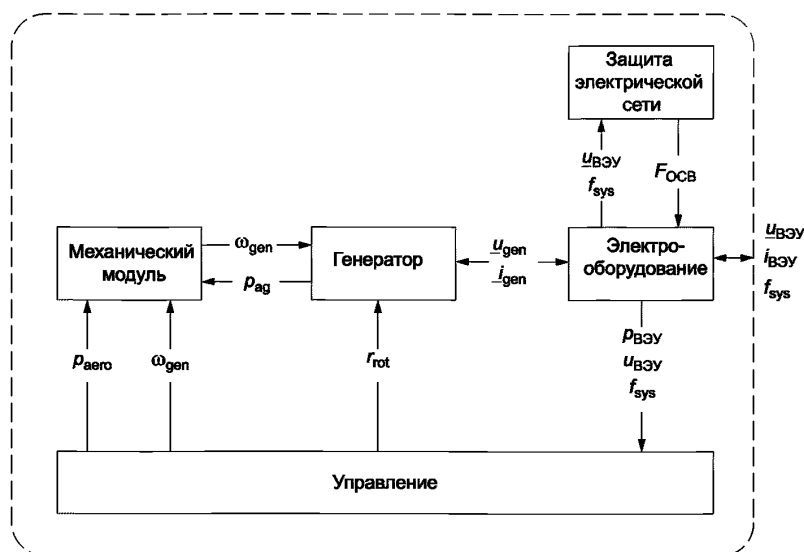 Защита
электрической
сети
u_ВЭУ
f_sys
F_ОСВ
Механический
модуль
ω_gen
p_ag
Генератор
u_gen
i_gen
Электро-
оборудование
u_ВЭУ
i_ВЭУ
f_sys
p_aero
ω_gen
r_rot
p_ВЭУ
u_ВЭУ
f_sys
Управление